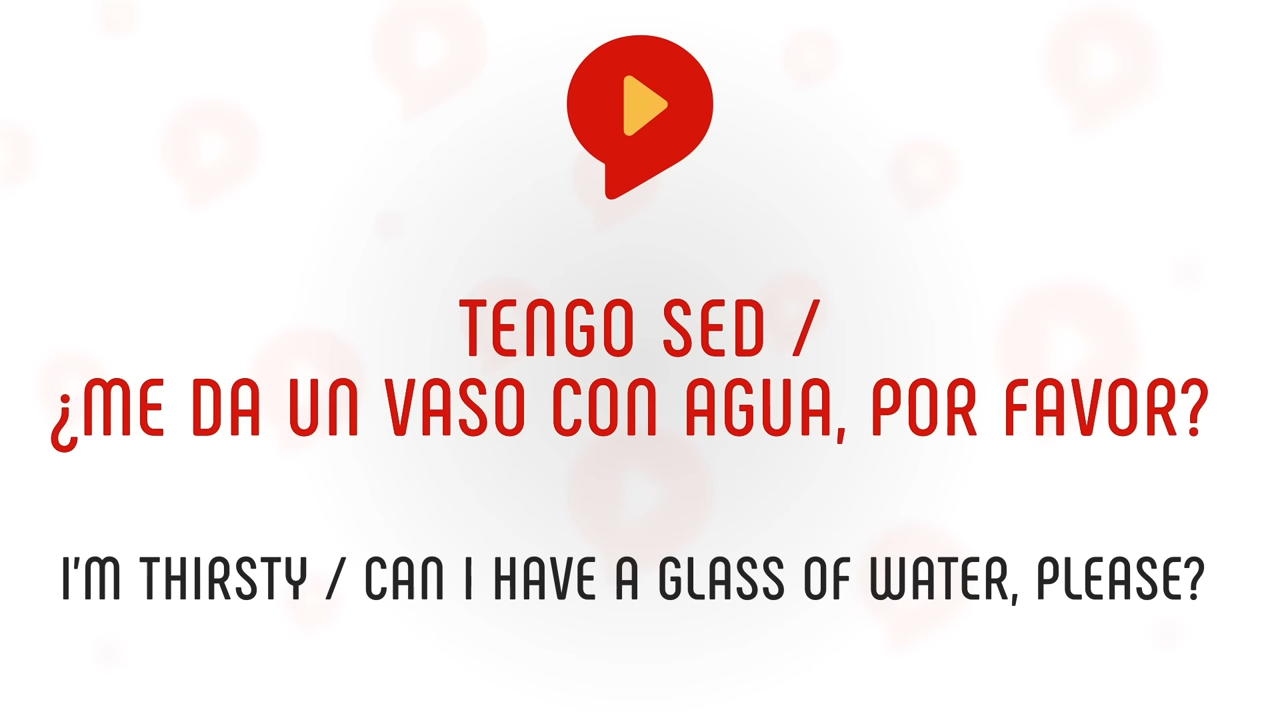 TENGO SED /
¿ME DA UN VASO CON AGUA, POR FAVOR?
I'M THIRSTY / CAN I HAVE A GLASS OF WATER, PLEASE?